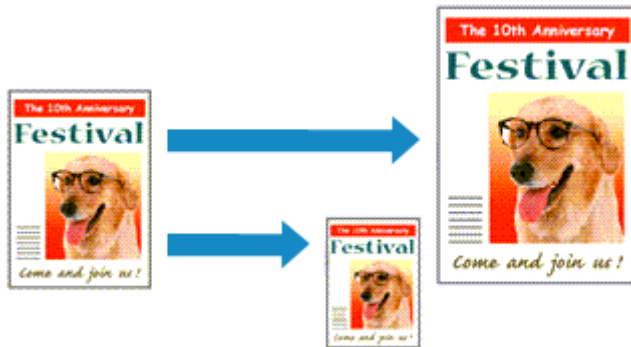 The 10th Anniversary
Festival
Come and join us!
The 10th Anniversary
Festival
Come and join us!
The 10th Anniversary
Festival
Come and join us!